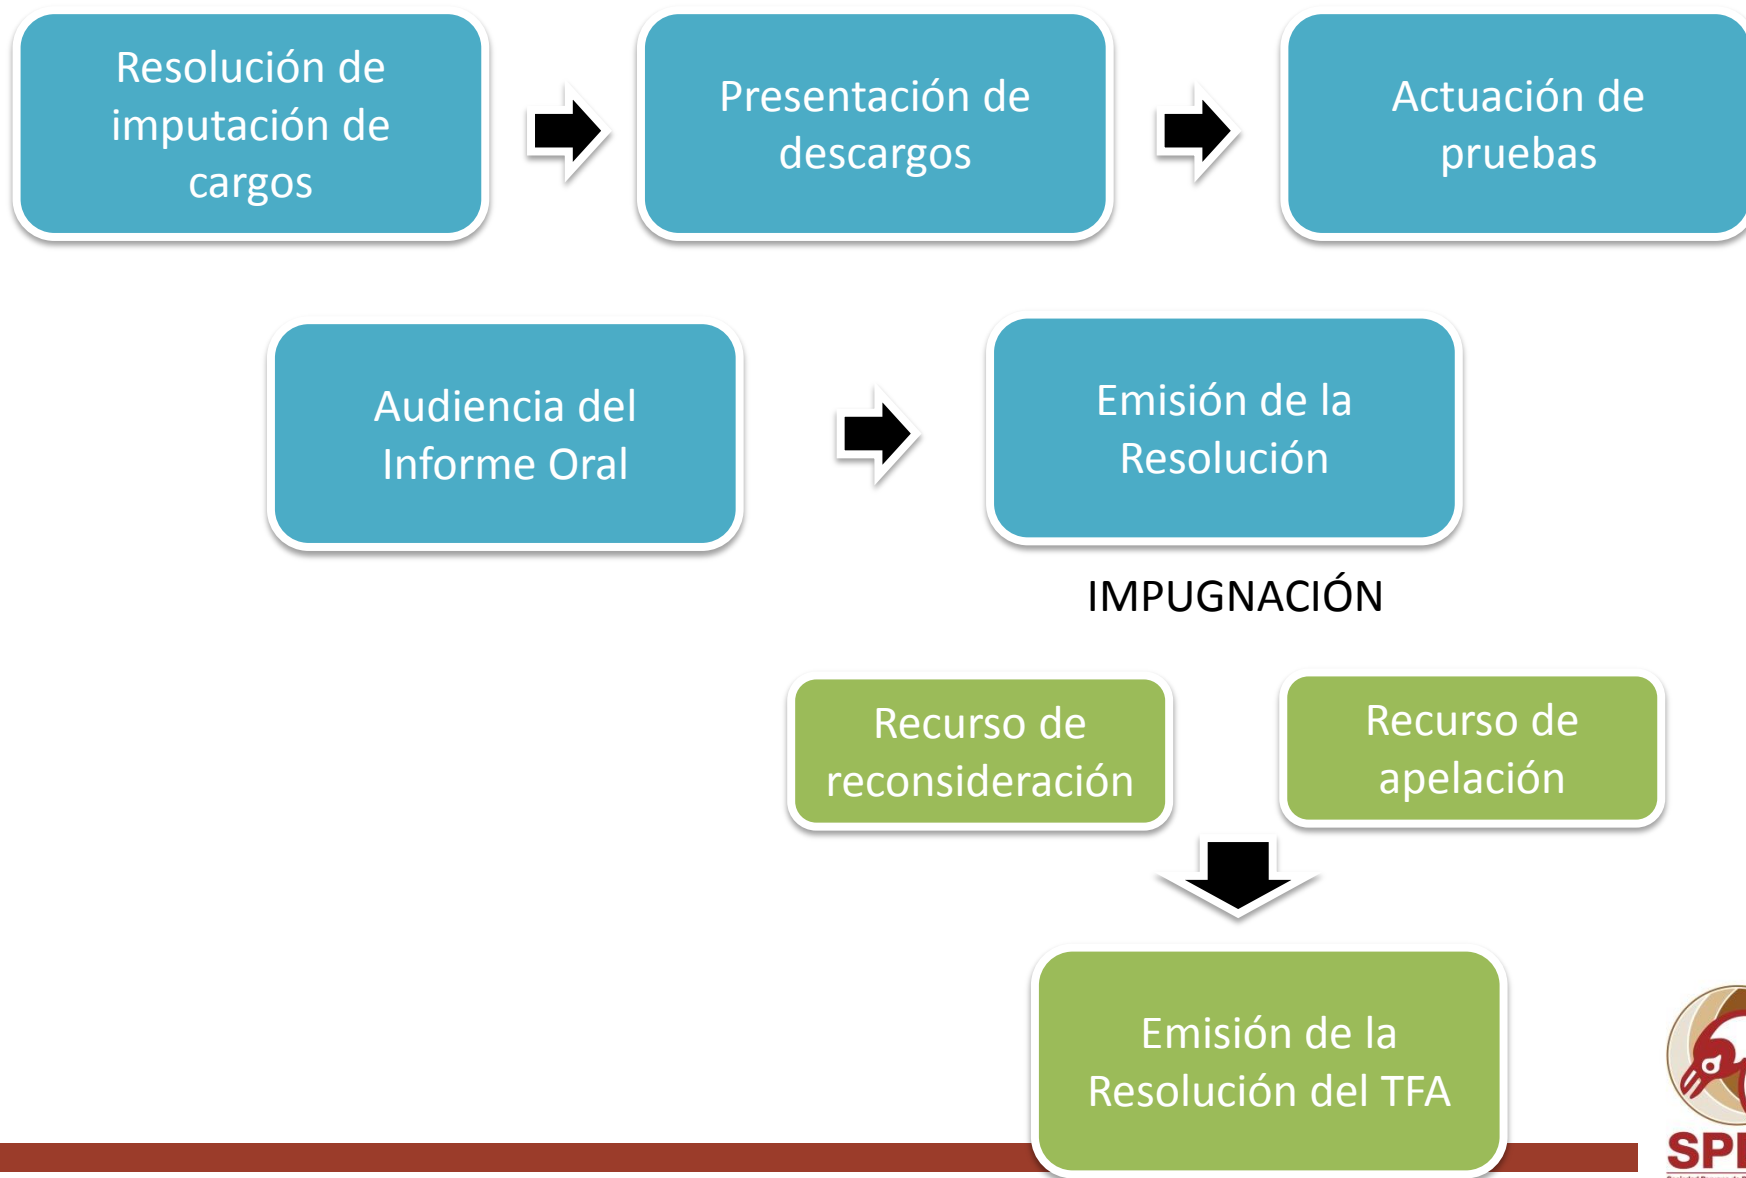 Resolución de
imputación de
cargos
Presentación de
descargos
Actuación de
pruebas
Audiencia del
Informe Oral
Emisión de la
Resolución
IMPUGNACIÓN
Recurso de
reconsideración
Recurso de
apelación
Emisión de la
Resolución del TFA